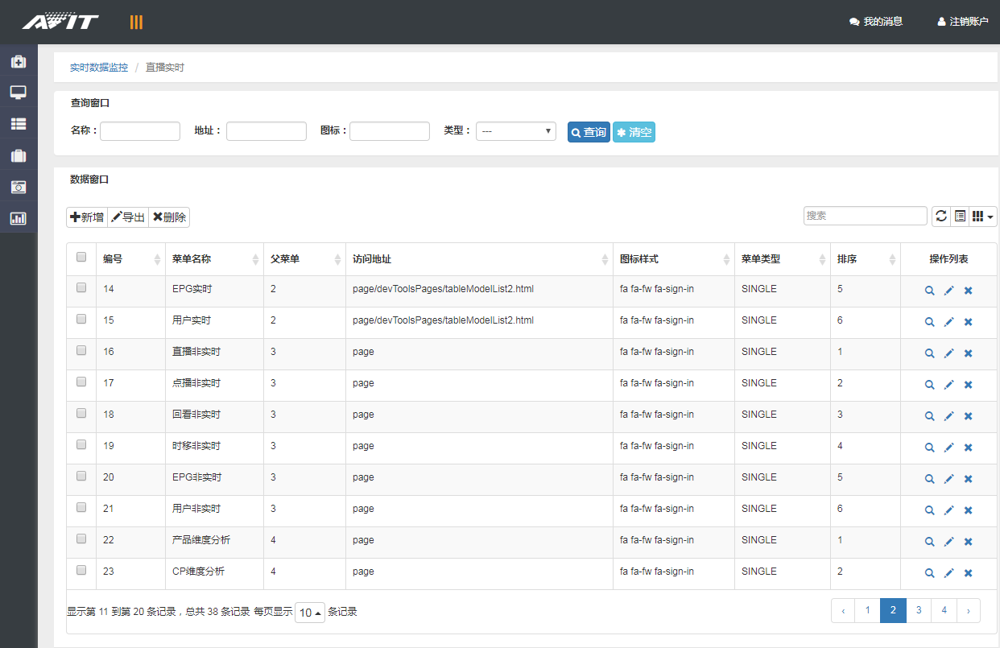 AVIT 我的消息 注销账户
实时数据监控 / 直播实时
查询窗口
名称： 地址： 图标： 类型： --- 查询 清空
数据窗口
新增 导出 删除 搜索
编号 菜单名称 父菜单 访问地址 图标样式 菜单类型 排序 操作列表
14 EPG实时 2 page/devToolsPages/tableModelList2.html fa fa-fw fa-sign-in SINGLE 5
15 用户实时 2 page/devToolsPages/tableModelList2.html fa fa-fw fa-sign-in SINGLE 6
16 直播非实时 3 page fa fa-fw fa-sign-in SINGLE 1
17 点播非实时 3 page fa fa-fw fa-sign-in SINGLE 2
18 回看非实时 3 page fa fa-fw fa-sign-in SINGLE 3
19 时移非实时 3 page fa fa-fw fa-sign-in SINGLE 4
20 EPG非实时 3 page fa fa-fw fa-sign-in SINGLE 5
21 用户非实时 3 page fa fa-fw fa-sign-in SINGLE 6
22 产品维度分析 4 page fa fa-fw fa-sign-in SINGLE 1
23 CP维度分析 4 page fa fa-fw fa-sign-in SINGLE 2
显示第 11 到第 20 条记录，总共 38 条记录 每页显示 10 条记录 ‹ 1 2 3 4 ›